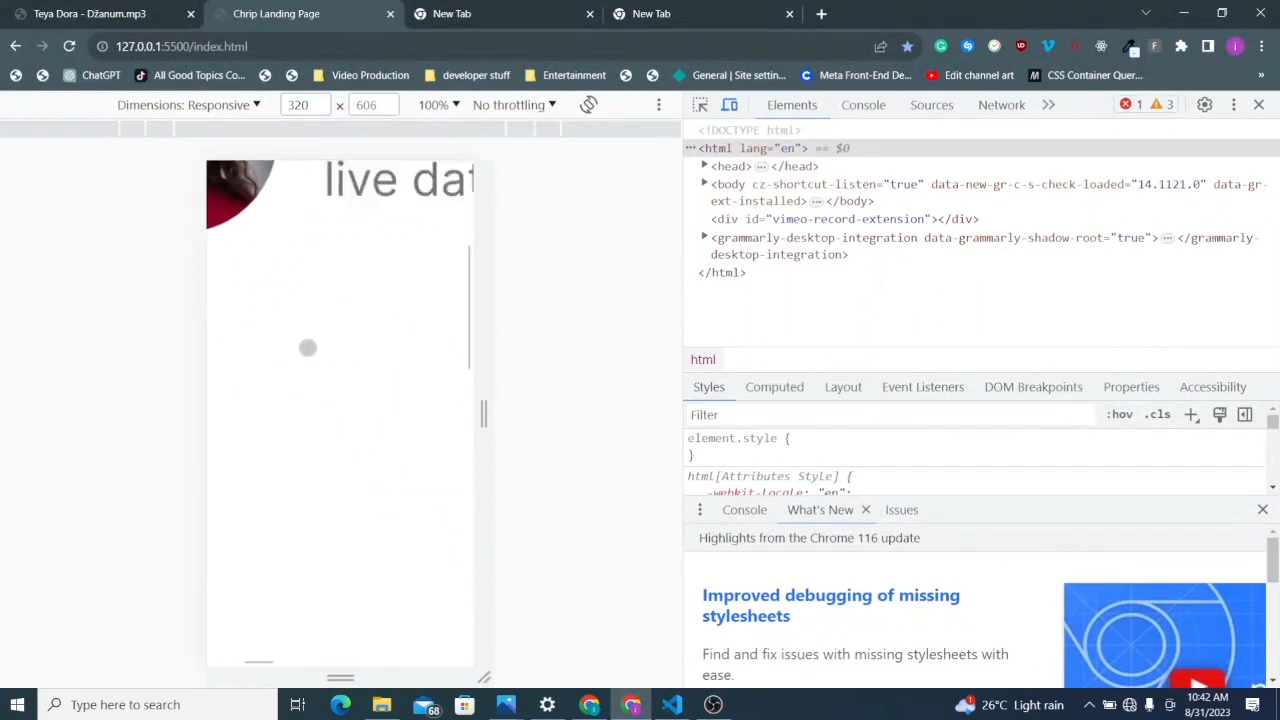 Teya Dora - Džanum.mp3
Chrip Landing Page
New Tab
New Tab
127.0.0.1:5500/index.html
ChatGPT
All Good Topics Co...
Video Production
developer stuff
Entertainment
General | Site settin...
Meta Front-End De...
Edit channel art
CSS Container Quer...
»
Dimensions: Responsive
320
×
606
100%
No throttling
Elements
Console
Sources
Network
1
3
live dat
<!DOCTYPE html>
<html lang="en"> == $0
<head> </head>
<body cz-shortcut-listen="true" data-new-gr-c-s-check-loaded="14.1121.0" data-gr-
ext-installed> </body>
<div id="vimeo-record-extension"></div>
<grammarly-desktop-integration data-grammarly-shadow-root="true"> </grammarly-
desktop-integration>
</html>
html
Styles
Computed
Layout
Event Listeners
DOM Breakpoints
Properties
Accessibility
Filter
:hov
.cls
element.style {
}
html[Attributes Style] {
-webkit-locale: "en";
Console
What's New
Issues
Highlights from the Chrome 116 update
Improved debugging of missing
stylesheets
Find and fix issues with missing stylesheets with
ease.
Type here to search
68
1
26°C
Light rain
10:42 AM
8/31/2023